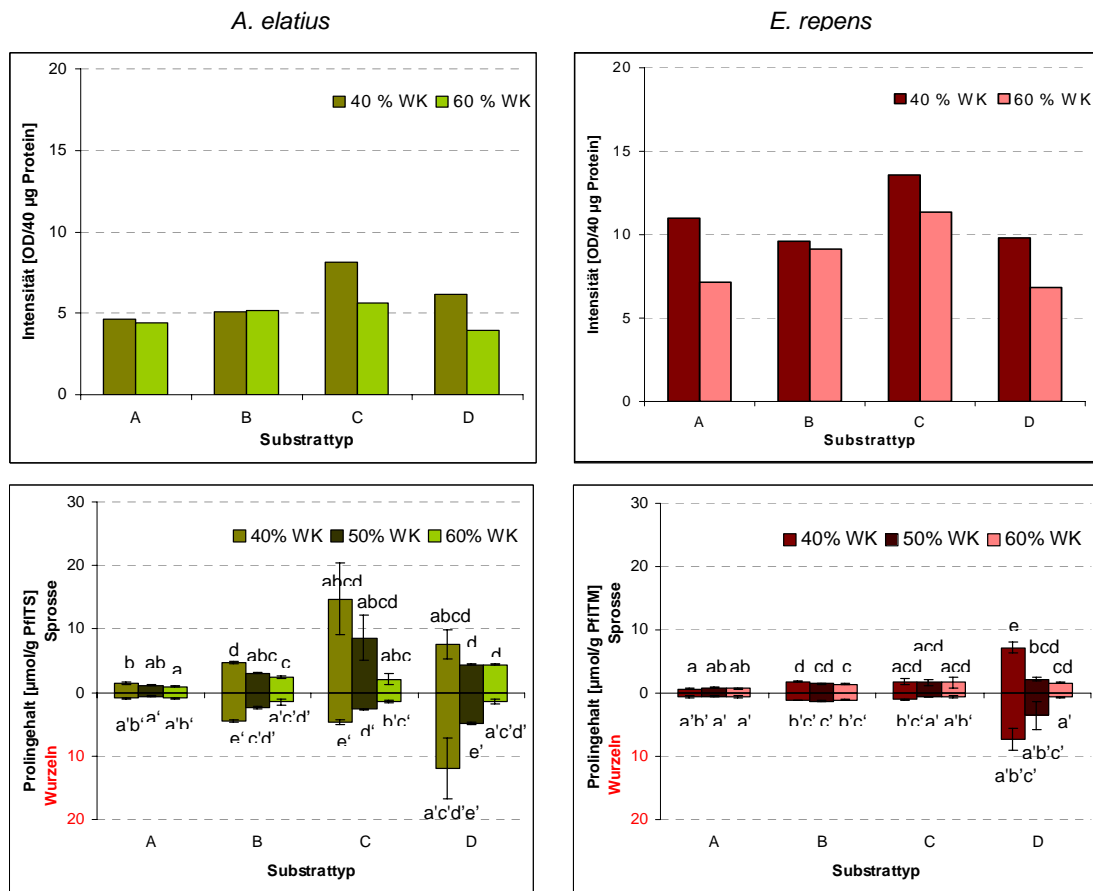 A. elatius
E. repens
20
15
10
5
0
Intensität [OD/40 µg Protein]
40 % WK 60 % WK
A B C D
Substrattyp
20
15
10
5
0
Intensität [OD/40 µg Protein]
40 % WK 60 % WK
A B C D
Substrattyp
30
20
10
0
10
20
Prolingehalt [µmol/g PflTS]
Wurzeln Sprosse
40% WK 50% WK 60% WK
b ab a
d abc c
abcd abcd abc
abcd d d
a'b' a‘ a'b‘
e‘ c'd‘ a'c'd‘
e‘ d‘ b'c‘
a'c'd'e' e' a'c'd'
A B C D
Substrattyp
30
20
10
0
10
20
Prolingehalt [µmol/g PflTM]
Wurzeln Sprosse
40% WK 50% WK 60% WK
a ab ab
d cd c
acd acd acd
e bcd cd
a'b' a' a'
b'c' c' b'c‘
b'c‘ a' a'b‘
a'b'c' a'b'c' a'
A B C D
Substrattyp